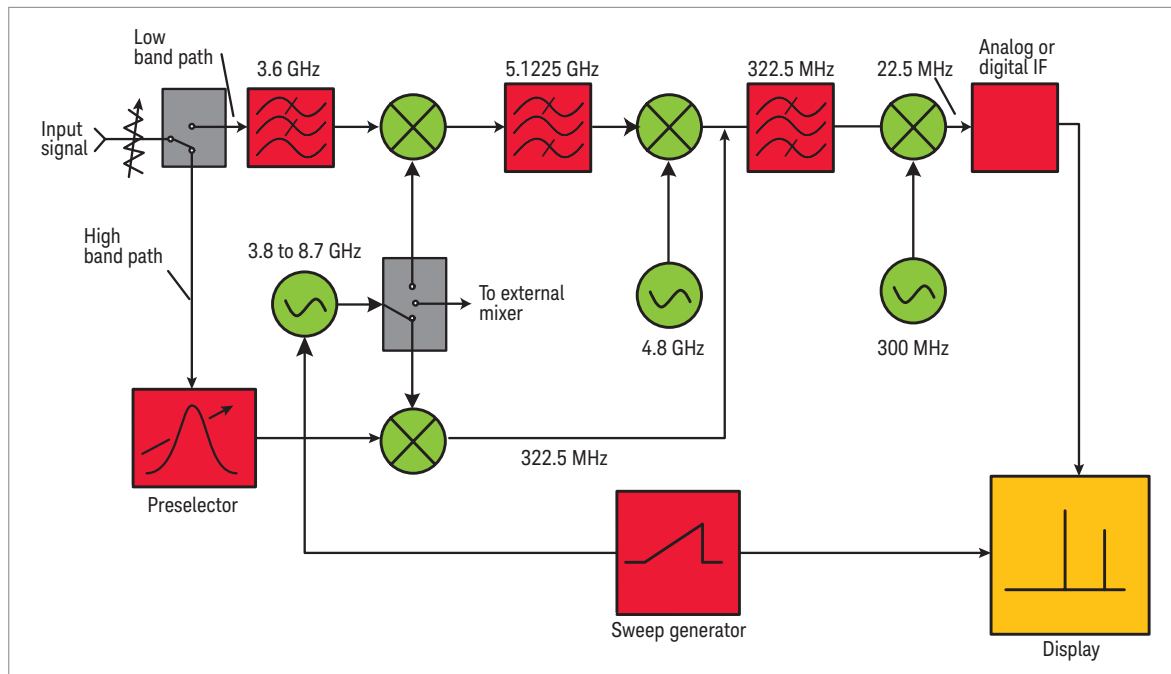 Low
band path
3.6 GHz
5.1225 GHz
322.5 MHz
22.5 MHz
Analog or
digital IF
Input
signal
High
band path
3.8 to 8.7 GHz
To external
mixer
4.8 GHz
300 MHz
322.5 MHz
Preselector
Sweep generator
Display